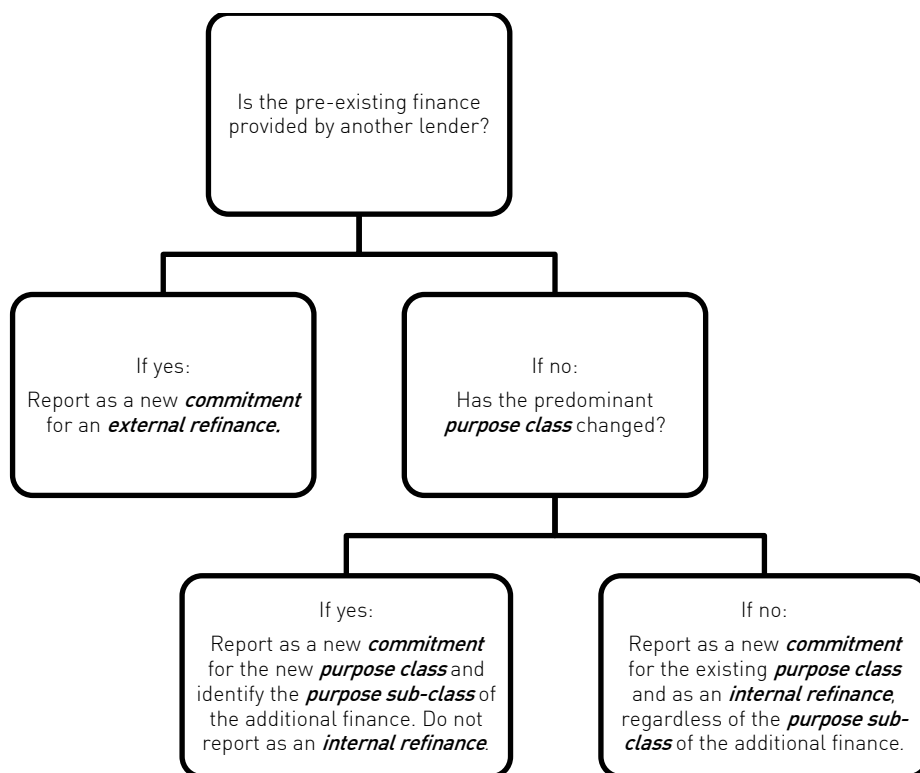 Is the pre-existing finance
provided by another lender?
If yes:
Report as a new commitment
for an external refinance.
If no:
Has the predominant
purpose class changed?
If yes:
Report as a new commitment
for the new purpose class and
identify the purpose sub-class of
the additional finance. Do not
report as an internal refinance.
If no:
Report as a new commitment
for the existing purpose class
and as an internal refinance,
regardless of the purpose sub-
class of the additional finance.